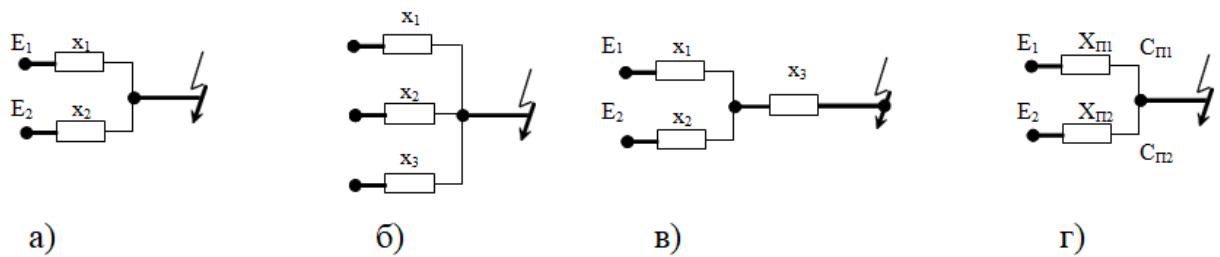 E₁ x₁
E₂ x₂
а)
x₁
x₂
x₃
б)
E₁ x₁
x₃
E₂ x₂
в)
E₁ XП1 CП1
E₂ XП2
CП2
г)